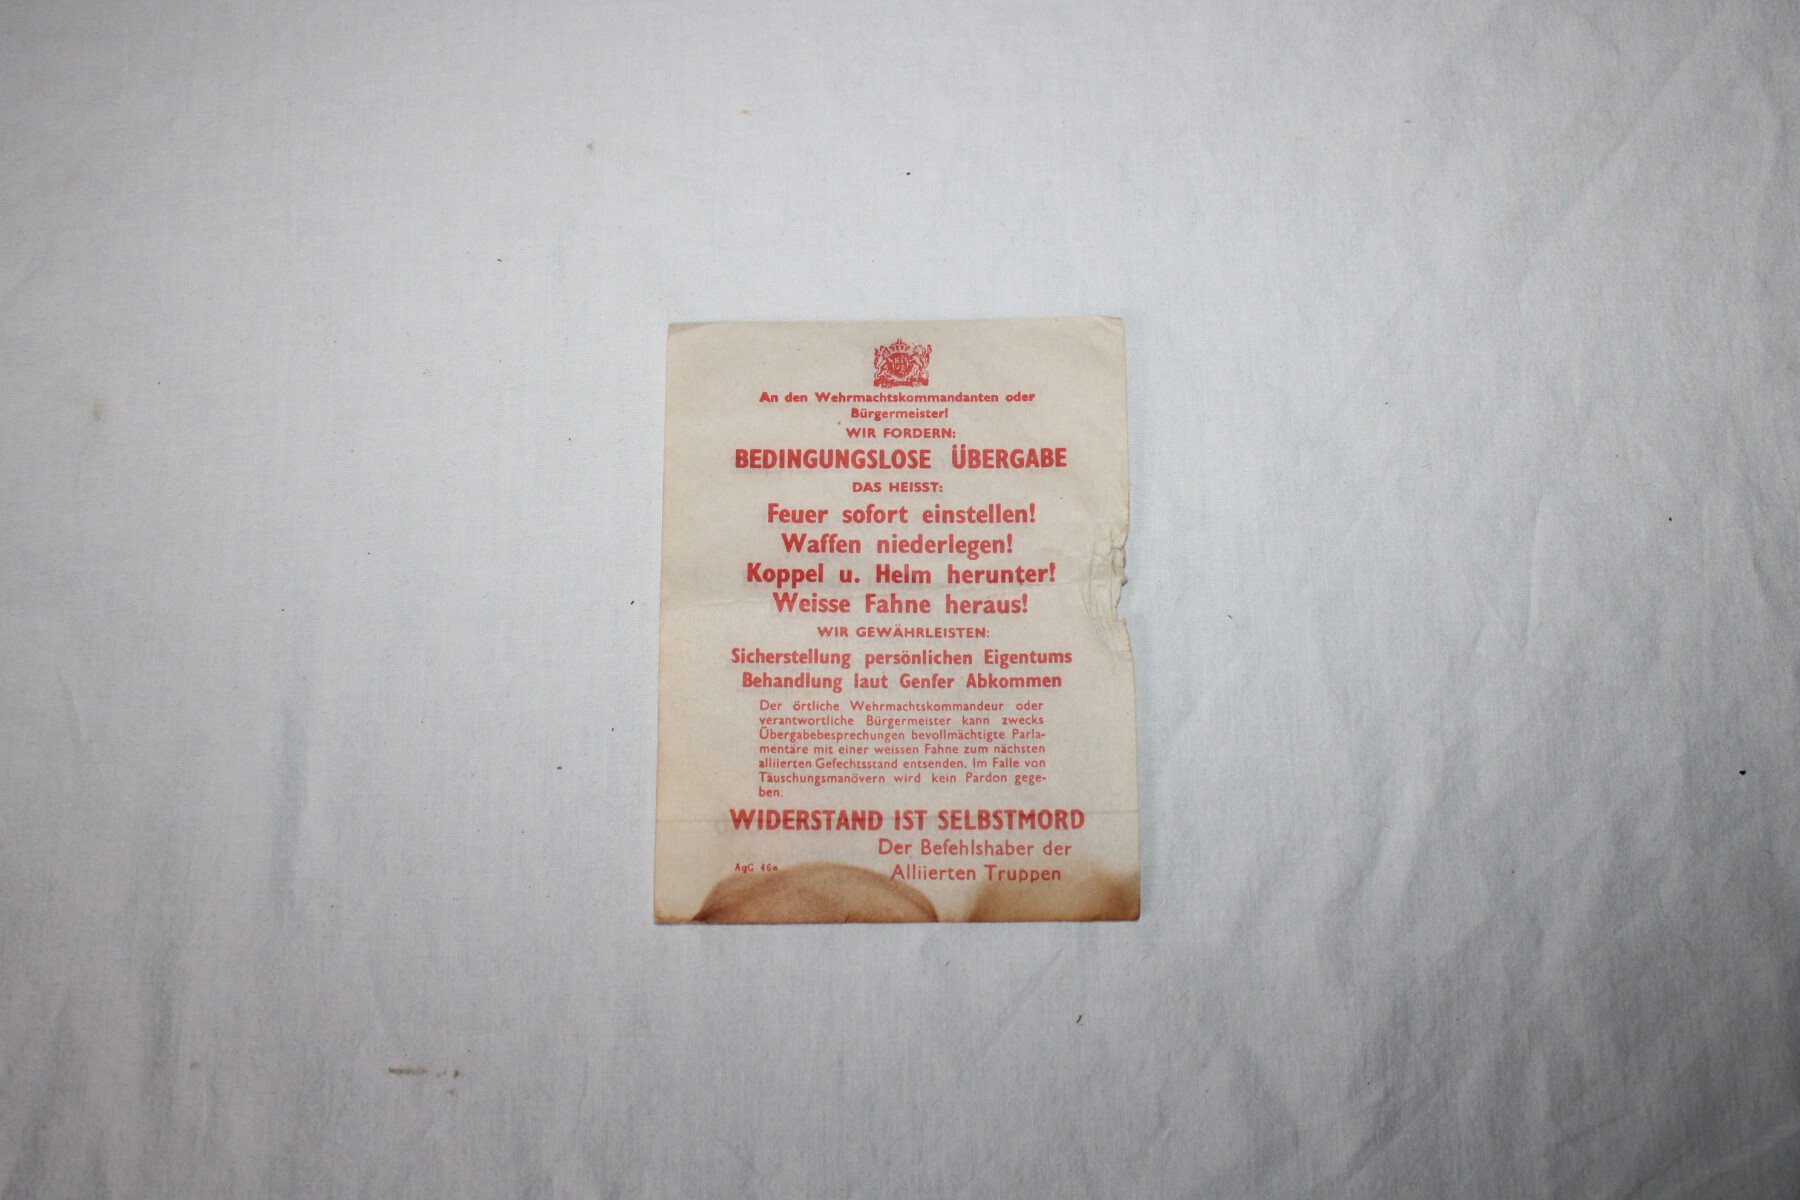 An den Wehrmachtskommandanten oder
Bürgermeister!
WIR FORDERN:
BEDINGUNGSLOSE ÜBERGABE
DAS HEISST:
Feuer sofort einstellen!
Waffen niederlegen!
Koppel u. Helm herunter!
Weisse Fahne heraus!
WIR GEWÄHRLEISTEN:
Sicherstellung persönlichen Eigentums
Behandlung laut Genfer Abkommen
Der örtliche Wehrmachtskommandeur oder
verantwortliche Bürgermeister kann zwecks
Übergabebesprechungen bevollmächtigte Parla-
mentäre mit einer weissen Fahne zum nächsten
alliierten Gefechtsstand entsenden. Im Falle von
Täuschungsmanövern wird kein Pardon gege-
ben.
WIDERSTAND IST SELBSTMORD
Der Befehlshaber der
AgG 46e Alliierten Truppen